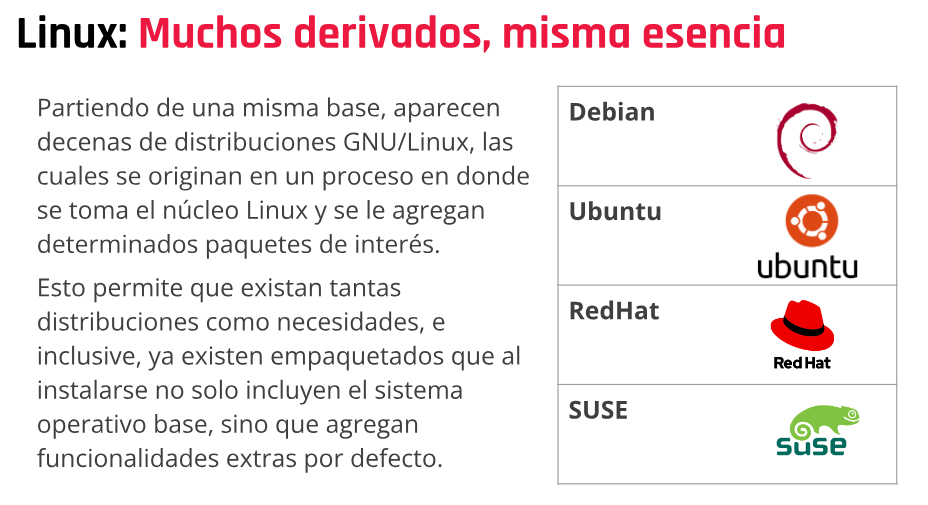 Linux: Muchos derivados, misma esencia
Partiendo de una misma base, aparecen
decenas de distribuciones GNU/Linux, las
cuales se originan en un proceso en donde
se toma el núcleo Linux y se le agregan
determinados paquetes de interés.
Esto permite que existan tantas
distribuciones como necesidades, e
inclusive, ya existen empaquetados que al
instalarse no solo incluyen el sistema
operativo base, sino que agregan
funcionalidades extras por defecto.
Debian
Ubuntu
ubuntu
RedHat
Red Hat
SUSE
suse